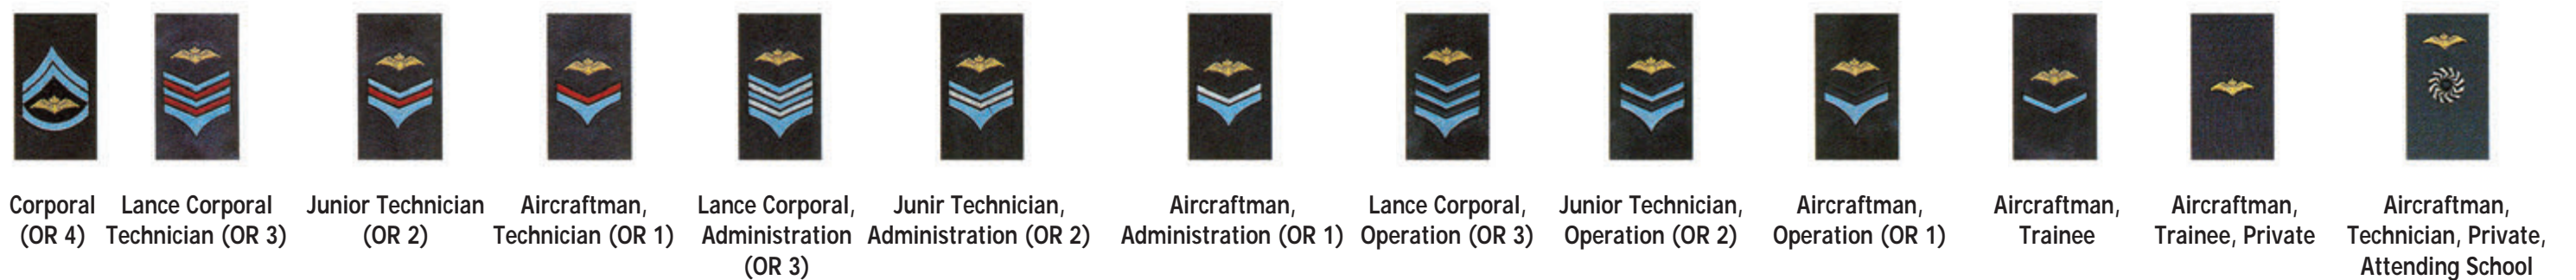 Corporal
(OR 4)
Lance Corporal
Technician (OR 3)
Junior Technician
(OR 2)
Aircraftman,
Technician (OR 1)
Lance Corporal,
Administration
(OR 3)
Junir Technician,
Administration (OR 2)
Aircraftman,
Administration (OR 1)
Lance Corporal,
Operation (OR 3)
Junior Technician,
Operation (OR 2)
Aircraftman,
Operation (OR 1)
Aircraftman,
Trainee
Aircraftman,
Trainee, Private
Aircraftman,
Technician, Private,
Attending School